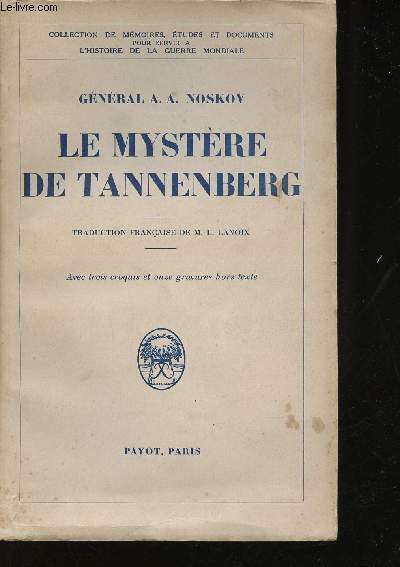 le-livre.com
COLLECTION DE MÉMOIRES, ÉTUDES ET DOCUMENTS
POUR SERVIR A
L'HISTOIRE DE LA GUERRE MONDIALE
GÉNÉRAL A. A. NOSKOV
LE MYSTÈRE
DE TANNENBERG
TRADUCTION FRANÇAISE DE M. L. LANOIX
Avec trois croquis et onze gravures hors texte
PAYOT, PARIS